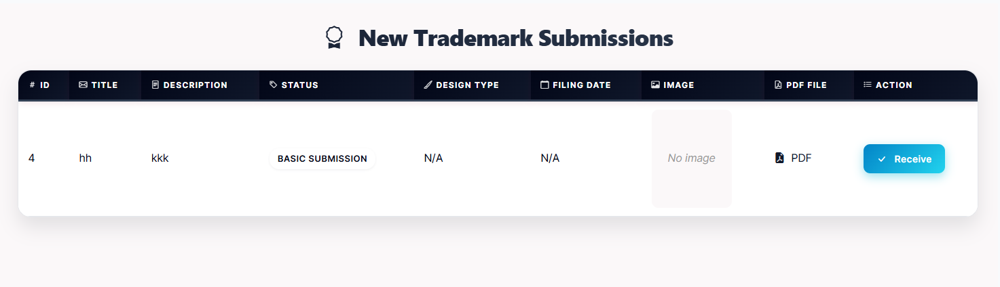 New Trademark Submissions
# ID TITLE DESCRIPTION STATUS DESIGN TYPE FILING DATE IMAGE PDF FILE ACTION
4 hh kkk BASIC SUBMISSION N/A N/A No image PDF Receive